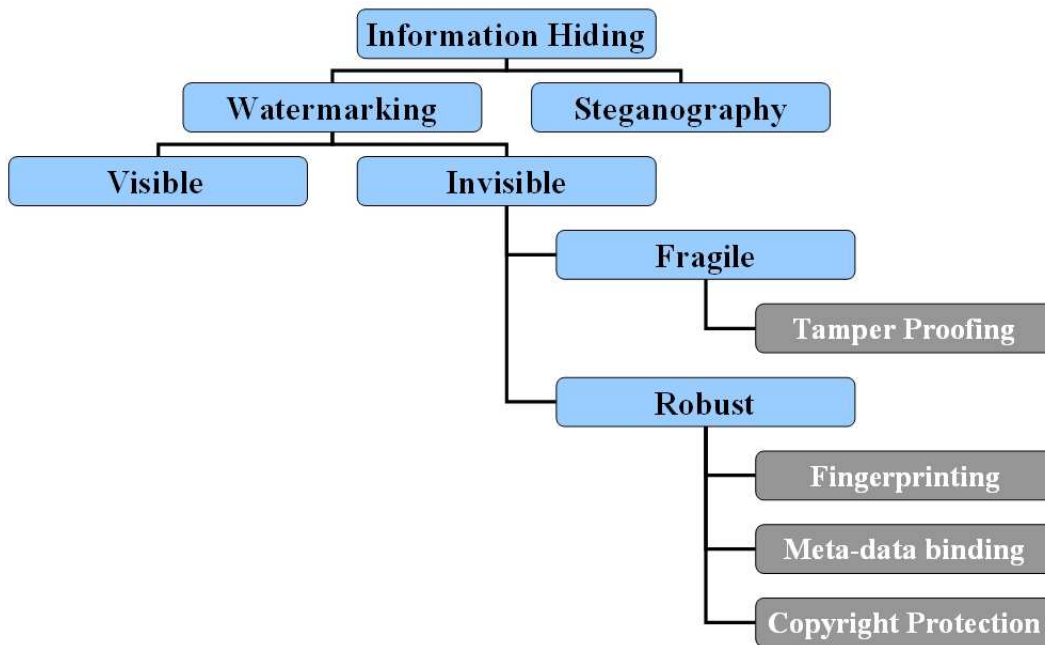 Information Hiding
Watermarking
Steganography
Visible
Invisible
Fragile
Tamper Proofing
Robust
Fingerprinting
Meta-data binding
Copyright Protection